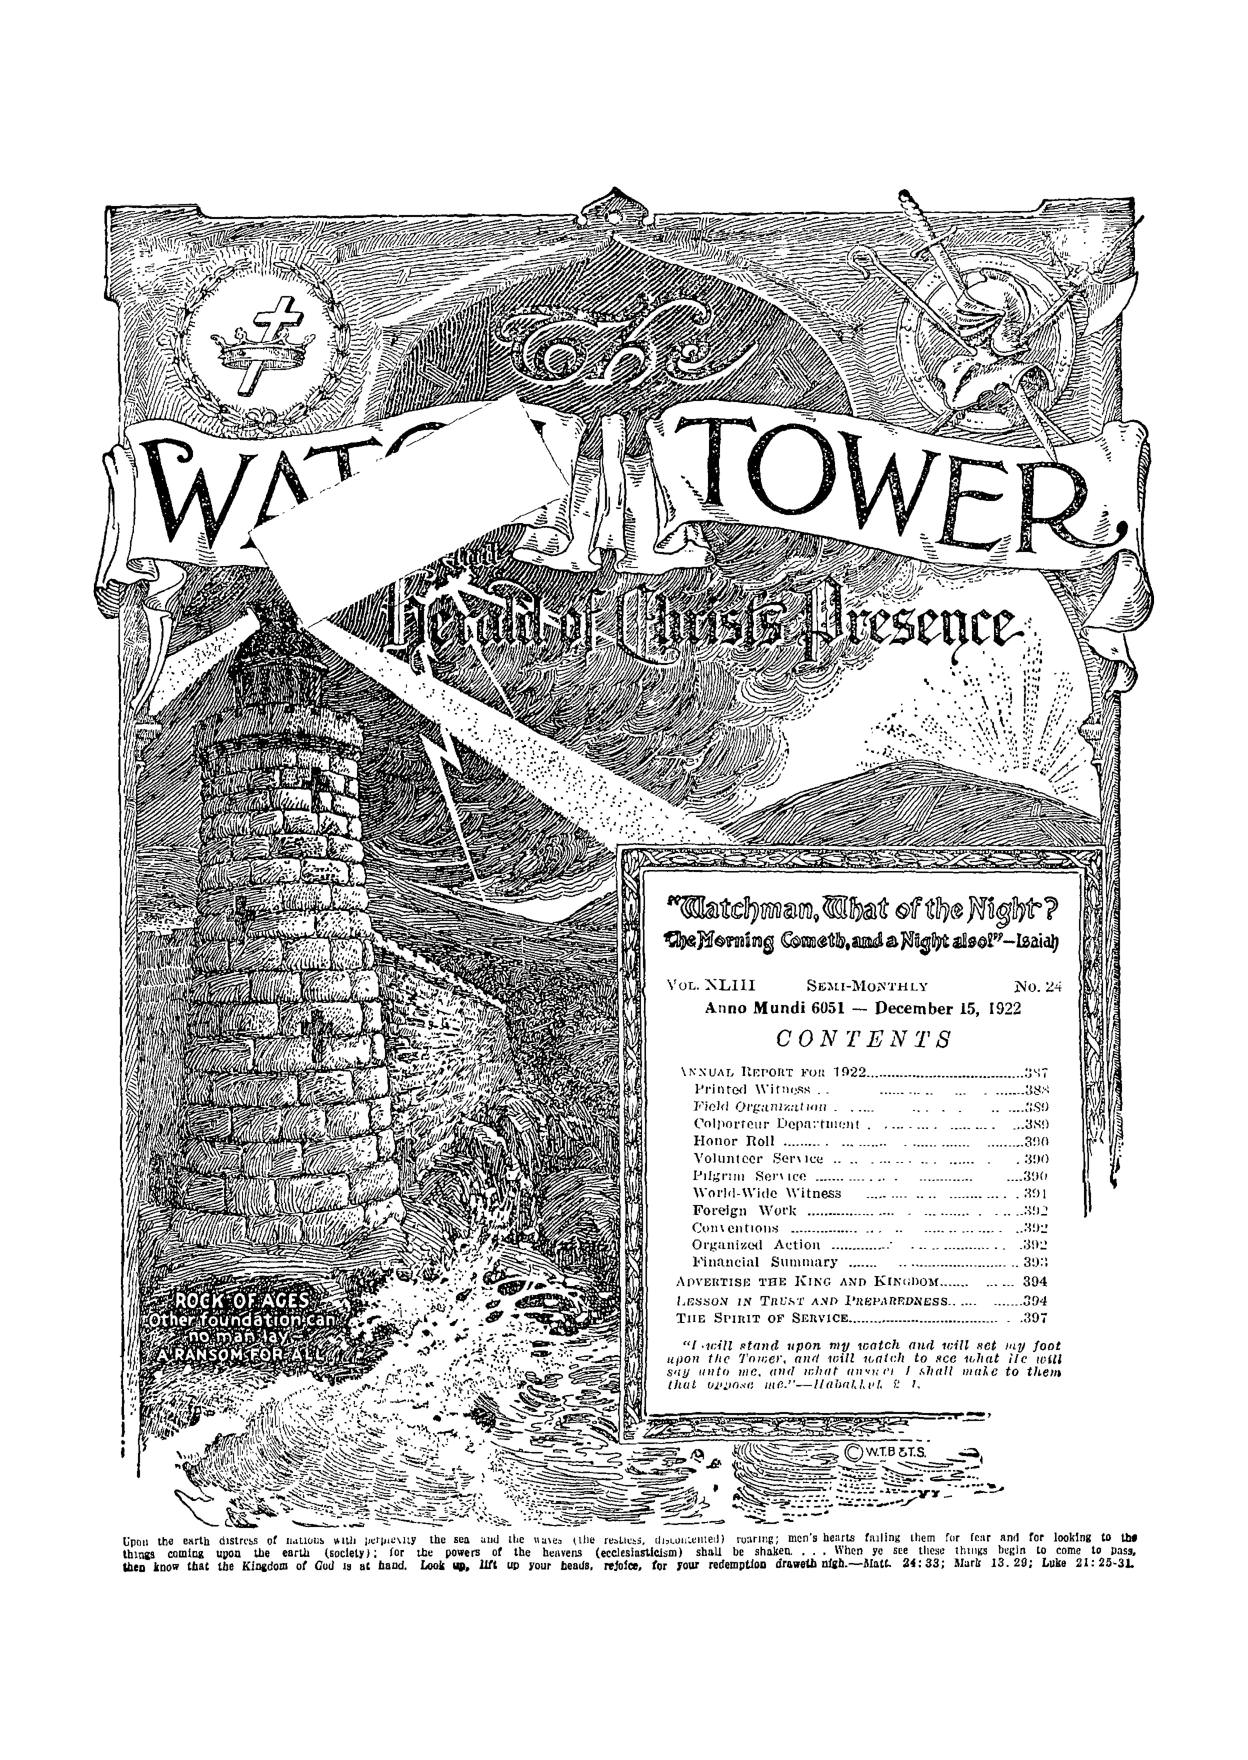 The
TOWER
and
Herald of Christ's Presence
"Watchman, What of the Night?
The Morning Cometh, and a Night also!"—Isaiah
VOL. XLIII SEMI-MONTHLY No. 24
Anno Mundi 6051 — December 15, 1922
CONTENTS
ANNUAL REPORT FOR 1922 387
Printed Witness 388
Field Organization 389
Colporteur Department 389
Honor Roll 390
Volunteer Service 390
Pilgrim Service 390
World-Wide Witness 391
Foreign Work 392
Conventions 392
Organized Action 392
Financial Summary 393
ADVERTISE THE KING AND KINGDOM 394
LESSON IN TRUST AND PREPAREDNESS 394
THE SPIRIT OF SERVICE 397
"I will stand upon my watch and will set my foot
upon the Tower, and will watch to see what He will
say unto me, and what answer I shall make to them
that oppose me."—Habakkuk 2:1.
ROCK OF AGES
Other foundation can
no man lay
A RANSOM FOR ALL
© W.T.B. & T.S.
Upon the earth distress of nations with perplexity the sea and the waves (the restless, discontented) roaring; men's hearts failing them for fear and for looking to the
things coming upon the earth (society); for the powers of the heavens (ecclesiasticism) shall be shaken. . . . When ye see these things begin to come to pass,
then know that the Kingdom of God is at hand. Look up, lift up your heads, rejoice, for your redemption draweth nigh.—Matt. 24:33; Mark 13:29; Luke 21:25-31.